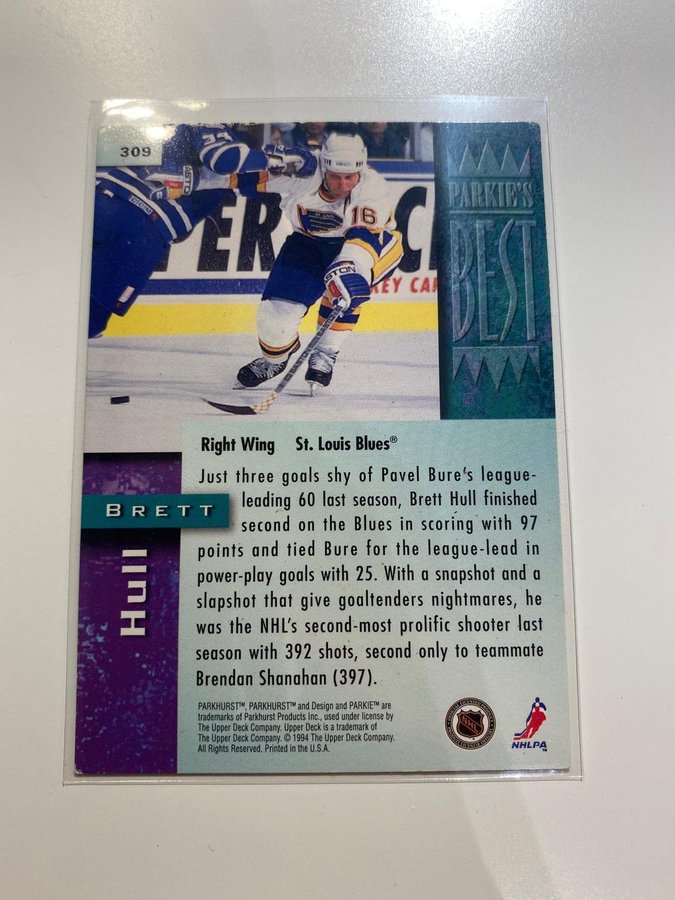 309
PARKIE'S
BEST
16
ER
C
EY CAR
Right Wing St. Louis Blues®
Just three goals shy of Pavel Bure's league-
leading 60 last season, Brett Hull finished
second on the Blues in scoring with 97
points and tied Bure for the league-lead in
power-play goals with 25. With a snapshot and a
slapshot that give goaltenders nightmares, he
was the NHL's second-most prolific shooter last
season with 392 shots, second only to teammate
Brendan Shanahan (397).
BRETT
Hull
PARKHURST™, PARKHURST™ and Design and PARKIE™ are
trademarks of Parkhurst Products Inc., used under license by
The Upper Deck Company. Upper Deck is a trademark of
The Upper Deck Company. © 1994 The Upper Deck Company.
All Rights Reserved. Printed in the U.S.A.
NHL
NHLPA™